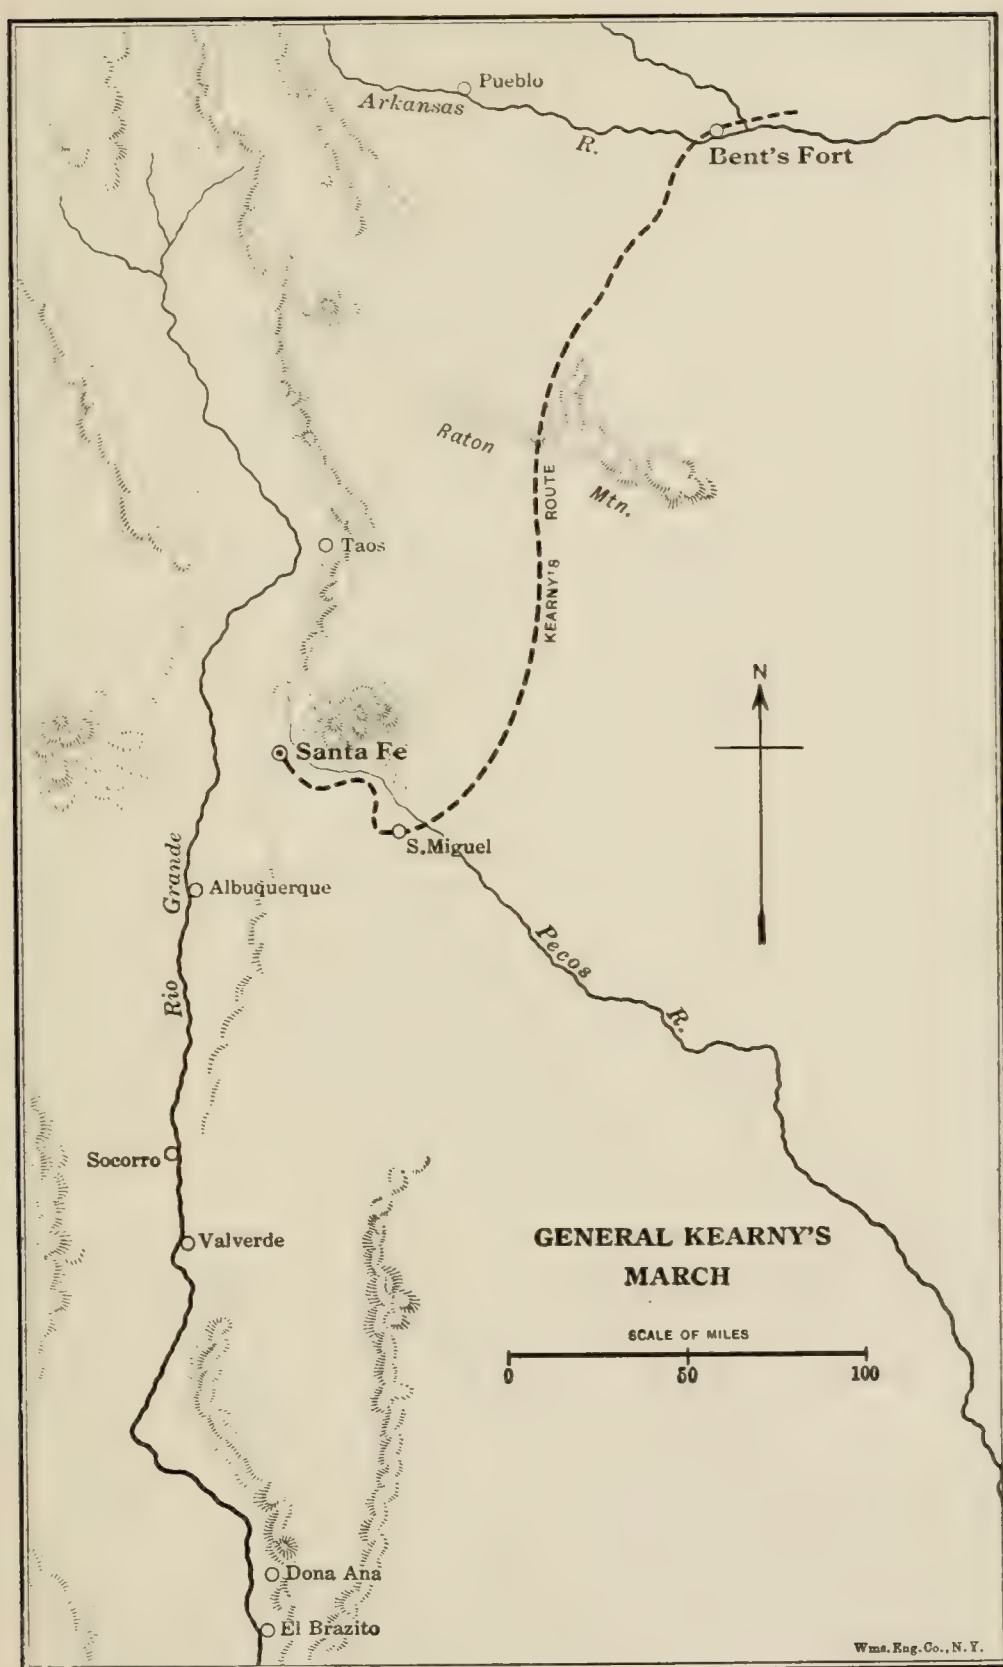 Pueblo
Arkansas
R.
Bent's Fort
Raton
Mtn.
KEARNY'S ROUTE
Taos
N
Santa Fe
S. Miguel
Rio Grande
Albuquerque
Pecos
R.
Socorro
Valverde
GENERAL KEARNY'S
MARCH
SCALE OF MILES
0 50 100
Dona Ana
El Brazito
Wms. Eng. Co., N. Y.